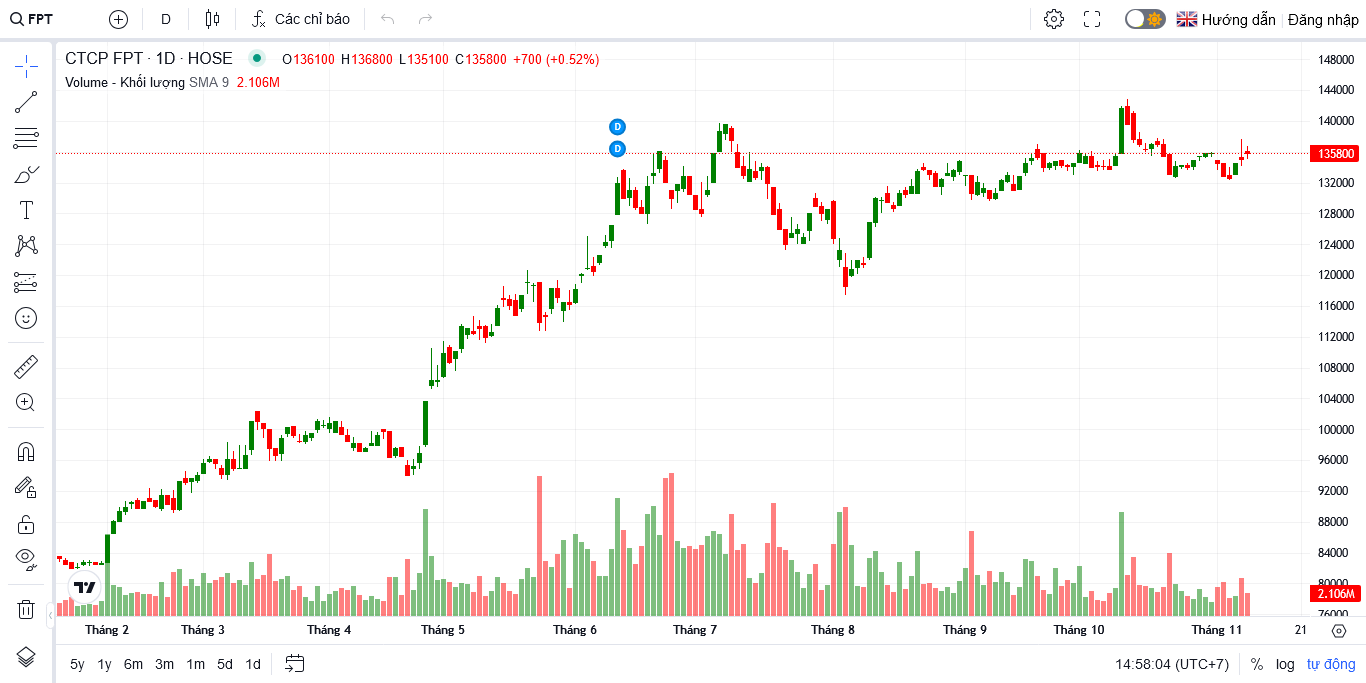 FPT D Các chỉ báo Hướng dẫn Đăng nhập
CTCP FPT · 1D · HOSE O136100 H136800 L135100 C135800 +700 (+0.52%)
Volume - Khối lượng SMA 9 2.106M
D
D
148000
144000
140000
135800
132000
128000
124000
120000
116000
112000
108000
104000
100000
96000
92000
88000
84000
80000
2.106M
76000
Tháng 2 Tháng 3 Tháng 4 Tháng 5 Tháng 6 Tháng 7 Tháng 8 Tháng 9 Tháng 10 Tháng 11 21
5y 1y 6m 3m 1m 5d 1d 14:58:04 (UTC+7) % log tự động